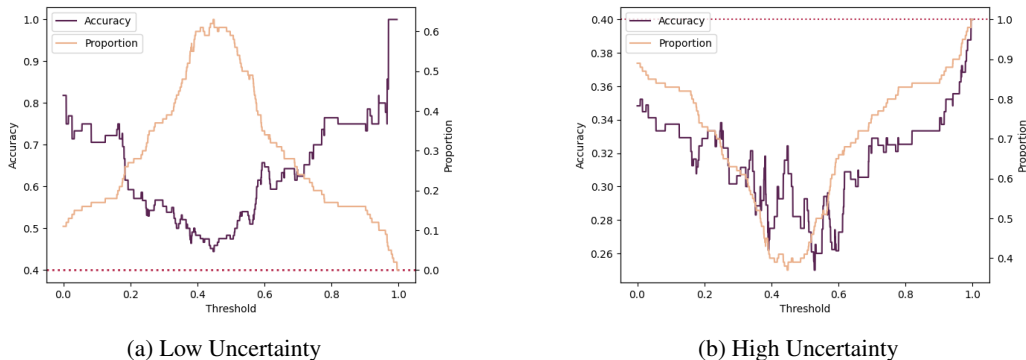 Accuracy
Proportion
1.0
0.9
0.8
0.7
0.6
0.5
0.4
Accuracy
0.6
0.5
0.4
0.3
0.2
0.1
0.0
Proportion
0.0 0.2 0.4 0.6 0.8 1.0
Threshold
(a) Low Uncertainty
Accuracy
Proportion
0.40
0.38
0.36
0.34
0.32
0.30
0.28
0.26
Accuracy
1.0
0.9
0.8
0.7
0.6
0.5
0.4
Proportion
0.0 0.2 0.4 0.6 0.8 1.0
Threshold
(b) High Uncertainty